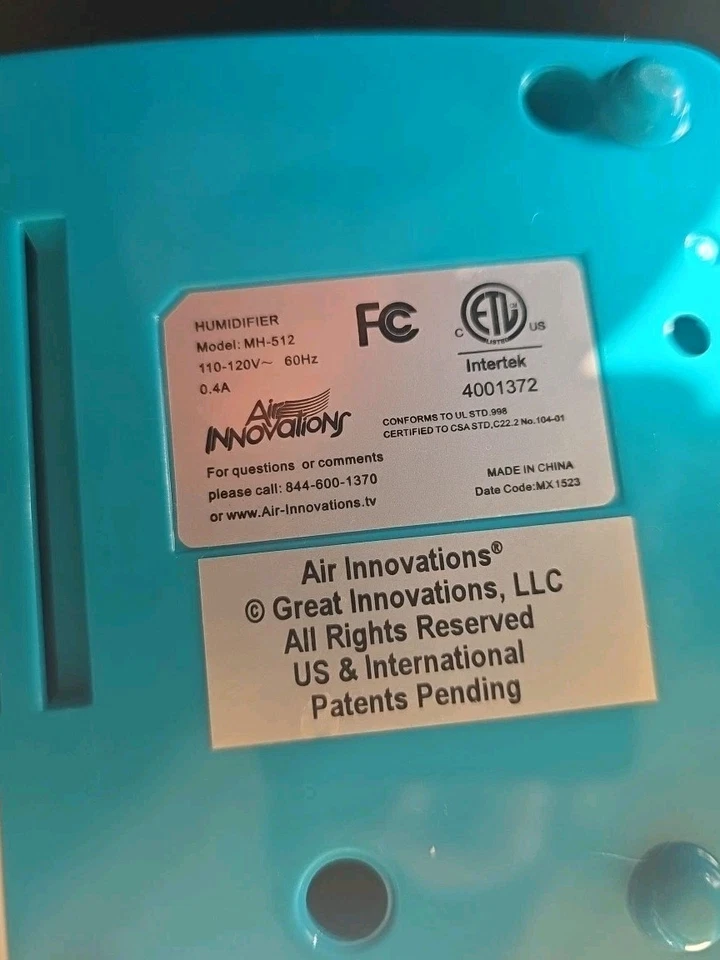 HUMIDIFIER
Model: MH-512
110-120V~ 60Hz
0.4A
Air
INNOVATIONS
For questions or comments
please call: 844-600-1370
or www.Air-Innovations.tv
FC
ETL
LISTED
C US
Intertek
4001372
CONFORMS TO UL STD.998
CERTIFIED TO CSA STD,C22.2 No.104-01
MADE IN CHINA
Date Code:MX1523
Air Innovations®
© Great Innovations, LLC
All Rights Reserved
US & International
Patents Pending